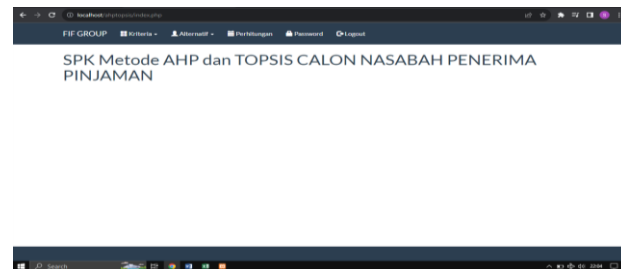 localhost/ahptopsis/index.php
FIF GROUP Kriteria Alternatif Perhitungan Password Logout
SPK Metode AHP dan TOPSIS CALON NASABAH PENERIMA
PINJAMAN
Search